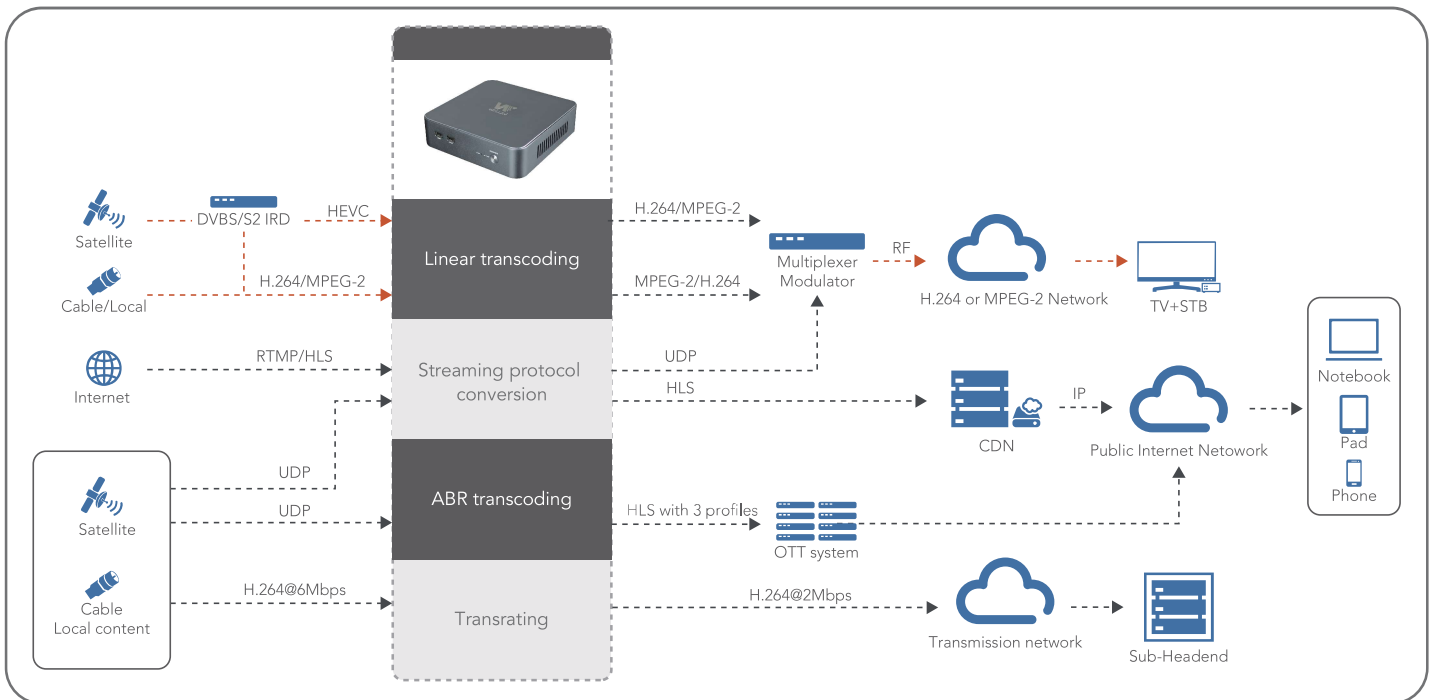 Satellite
DVBS/S2 IRD
HEVC
Cable/Local
H.264/MPEG-2
Internet
RTMP/HLS
Satellite
UDP
UDP
Cable
Local content
H.264@6Mbps
Linear transcoding
Streaming protocol
conversion
ABR transcoding
Transrating
H.264/MPEG-2
MPEG-2/H.264
Multiplexer
Modulator
RF
H.264 or MPEG-2 Network
TV+STB
UDP
HLS
CDN
IP
Public Internet Netowork
Notebook
Pad
Phone
HLS with 3 profiles
OTT system
H.264@2Mbps
Transmission network
Sub-Headend